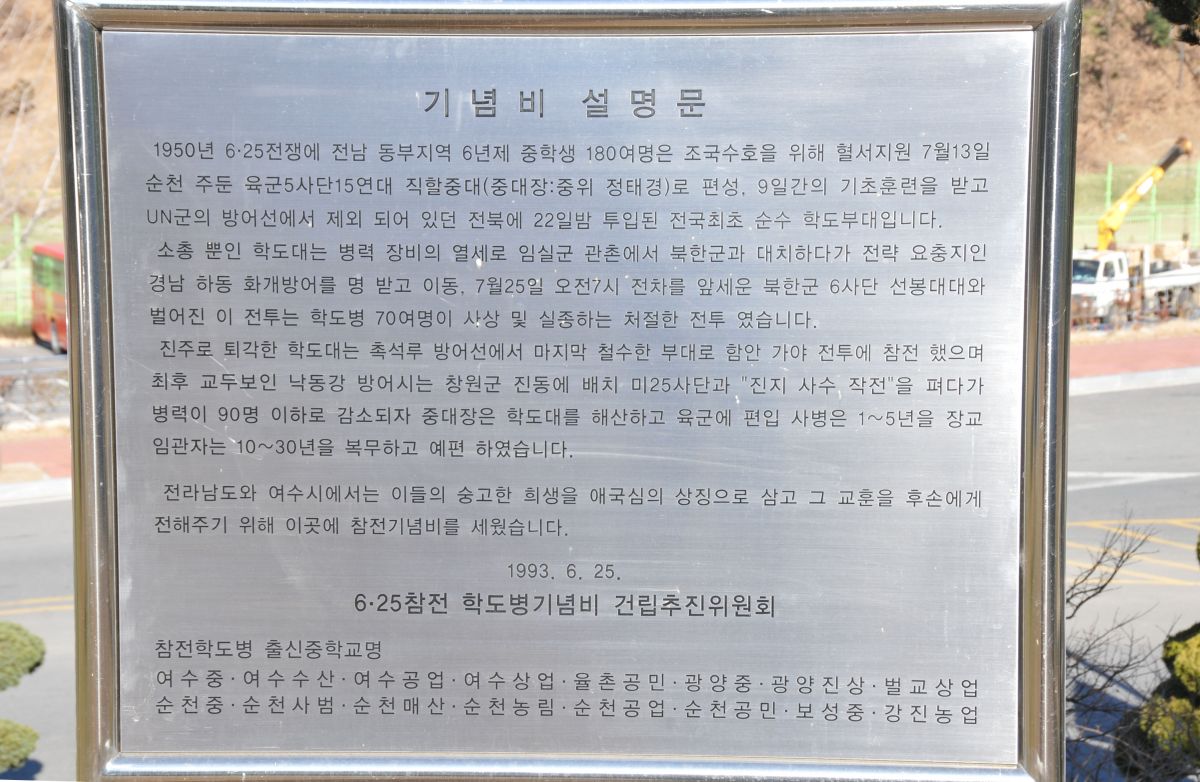 기념비 설명문
1950년 6·25전쟁에 전남 동부지역 6년제 중학생 180여명은 조국수호을 위해 혈서지원 7월13일
순천 주둔 육군5사단15연대 직할중대(중대장:중위 정태경)로 편성, 9일간의 기초훈련을 받고
UN군의 방어선에서 제외 되어 있던 전북에 22일밤 투입된 전국최초 순수 학도부대입니다.
소총 뿐인 학도대는 병력 장비의 열세로 임실군 관촌에서 북한군과 대치하다가 전략 요충지인
경남 하동 화개방어를 명 받고 이동, 7월25일 오전7시 전차를 앞세운 북한군 6사단 선봉대대와
벌어진 이 전투는 학도병 70여명이 사상 및 실종하는 처절한 전투 였습니다.
진주로 퇴각한 학도대는 촉석루 방어선에서 마지막 철수한 부대로 함안 가야 전투에 참전 했으며
최후 교두보인 낙동강 방어시는 창원군 진동에 배치 미25사단과 "진지 사수 작전"을 펴다가
병력이 90명 이하로 감소되자 중대장은 학도대를 해산하고 육군에 편입 사병은 1~5년을 장교
임관자는 10~30년을 복무하고 예편 하였습니다.
전라남도와 여수시에서는 이들의 숭고한 희생을 애국심의 상징으로 삼고 그 교훈을 후손에게
전해주기 위해 이곳에 참전기념비를 세웠습니다.
1993. 6. 25.
6·25참전 학도병기념비 건립추진위원회
참전학도병 출신중학교명
여수중·여수수산·여수공업·여수상업·율촌공민·광양중·광양진상·벌교상업
순천중·순천사범·순천매산·순천농림·순천공업·순천공민·보성중·강진농업